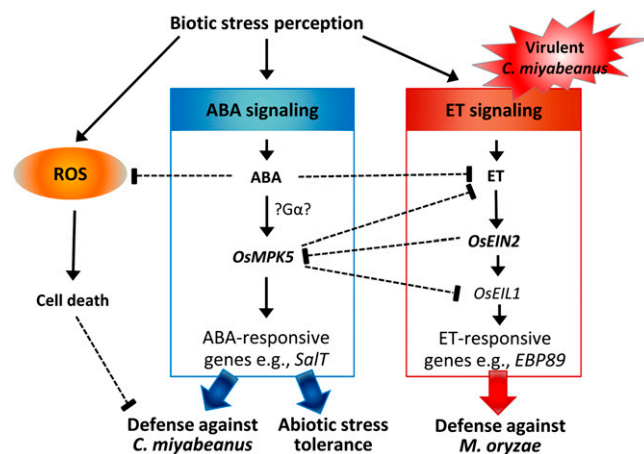 Biotic stress perception
Virulent
C. miyabeanus
ABA signaling
ET signaling
ROS
ABA
ET
?Gα?
OsMPK5
OsEIN2
Cell death
OsEIL1
ABA-responsive
genes e.g., SalT
ET-responsive
genes e.g., EBP89
Defense against
C. miyabeanus
Abiotic stress
tolerance
Defense against
M. oryzae